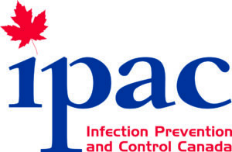 ipac
Infection Prevention
and Control Canada